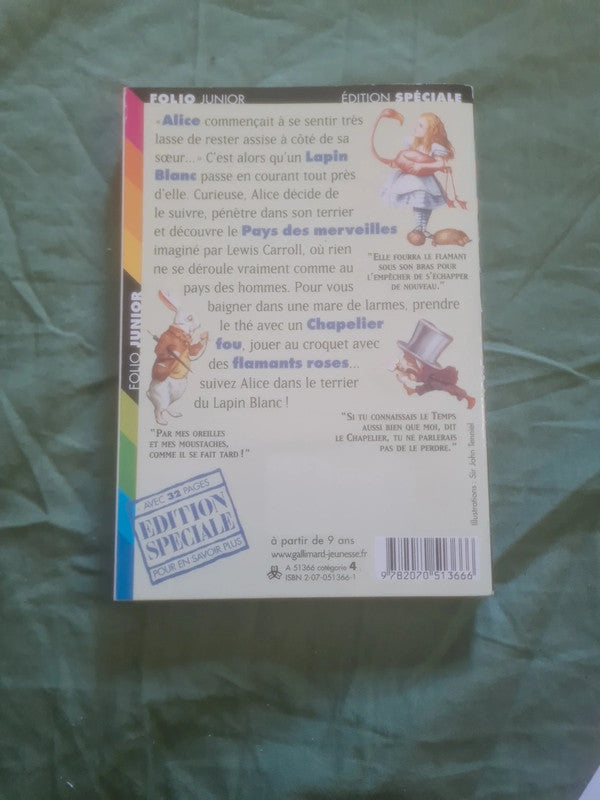 FOLIO JUNIOR ÉDITION SPÉCIALE
«Alice commençait à se sentir très
lasse de rester assise à côté de sa
sœur...» C'est alors qu'un Lapin
Blanc passe en courant tout près
d'elle. Curieuse, Alice décide de
le suivre, pénètre dans son terrier
et découvre le Pays des merveilles
imaginé par Lewis Carroll, où rien
ne se déroule vraiment comme au
pays des hommes. Pour vous
baigner dans une mare de larmes, prendre
le thé avec un Chapelier
fou, jouer au croquet avec
des flamants roses...
suivez Alice dans le terrier
du Lapin Blanc !
"ELLE FOURRA LE FLAMANT
SOUS SON BRAS POUR
L'EMPÊCHER DE S'ÉCHAPPER
DE NOUVEAU."
FOLIO JUNIOR
"PAR MES OREILLES
ET MES MOUSTACHES,
COMME IL SE FAIT TARD !"
"SI TU CONNAISSAIS LE TEMPS
AUSSI BIEN QUE MOI, DIT
LE CHAPELIER, TU NE PARLERAIS
PAS DE LE PERDRE."
Illustrations : Sir John Tenniel
AVEC 32 PAGES
EDITION
SPÉCIALE
POUR EN SAVOIR PLUS
à partir de 9 ans
www.gallimard-jeunesse.fr
A 51366 catégorie 4
ISBN 2-07-051366-1
9 782070 513666